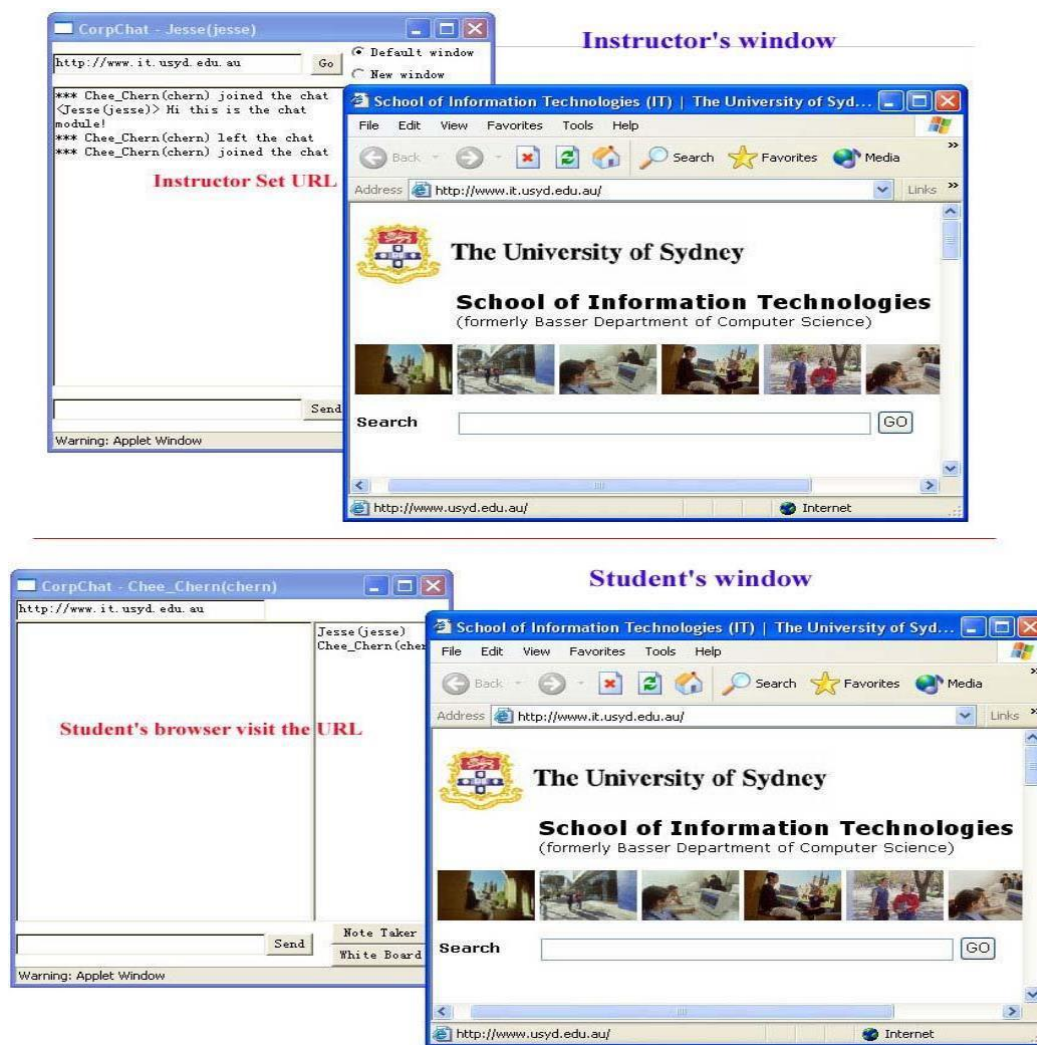 CorpChat - Jesse(jesse)
Instructor's window
http://www.it.usyd.edu.au
Go
Default window
New window
*** Chee_Chern(chern) joined the chat
<Jesse(jesse)> Hi this is the chat
module!
*** Chee_Chern(chern) left the chat
*** Chee_Chern(chern) joined the chat
Instructor Set URL
Send
Warning: Applet Window
School of Information Technologies (IT) | The University of Syd...
File Edit View Favorites Tools Help
Back Search Favorites Media »
Address http://www.it.usyd.edu.au/ Links »
The University of Sydney
School of Information Technologies
(formerly Basser Department of Computer Science)
Search GO
http://www.usyd.edu.au/ Internet
Student's window
CorpChat - Chee_Chern(chern)
http://www.it.usyd.edu.au
Jesse(jesse)
Chee_Chern(cher
Student's browser visit the URL
Send
Note Taker
White Board
Warning: Applet Window
School of Information Technologies (IT) | The University of Syd...
File Edit View Favorites Tools Help
Back Search Favorites Media »
Address http://www.it.usyd.edu.au/ Links »
The University of Sydney
School of Information Technologies
(formerly Basser Department of Computer Science)
Search GO
http://www.usyd.edu.au/ Internet